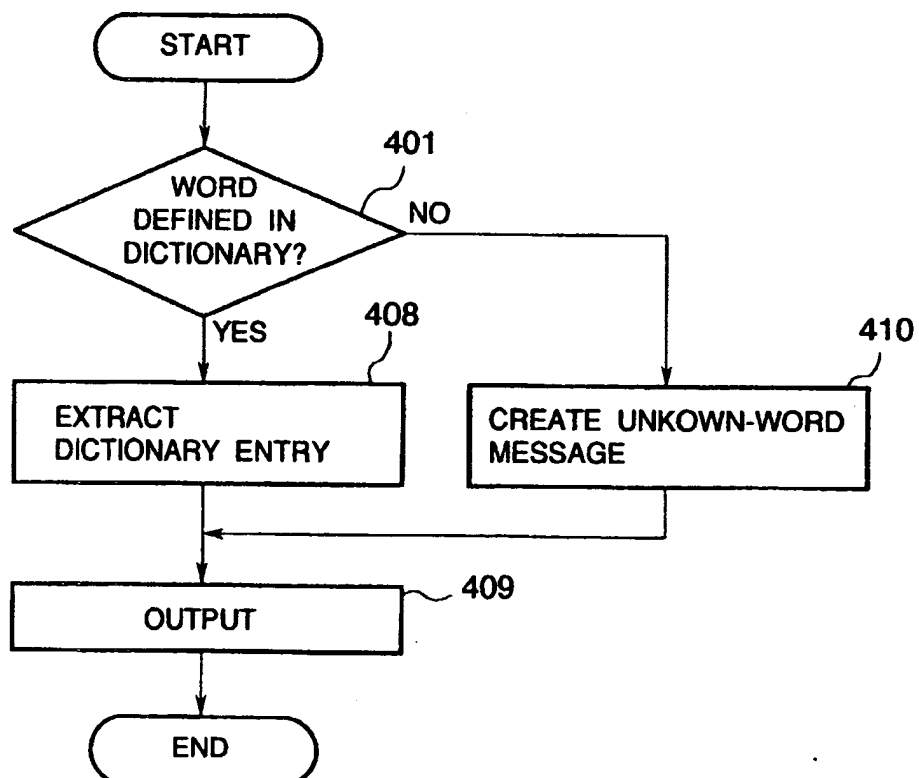 START
401
WORD
DEFINED IN
DICTIONARY?
NO
YES
408
EXTRACT
DICTIONARY ENTRY
410
CREATE UNKOWN-WORD
MESSAGE
409
OUTPUT
END